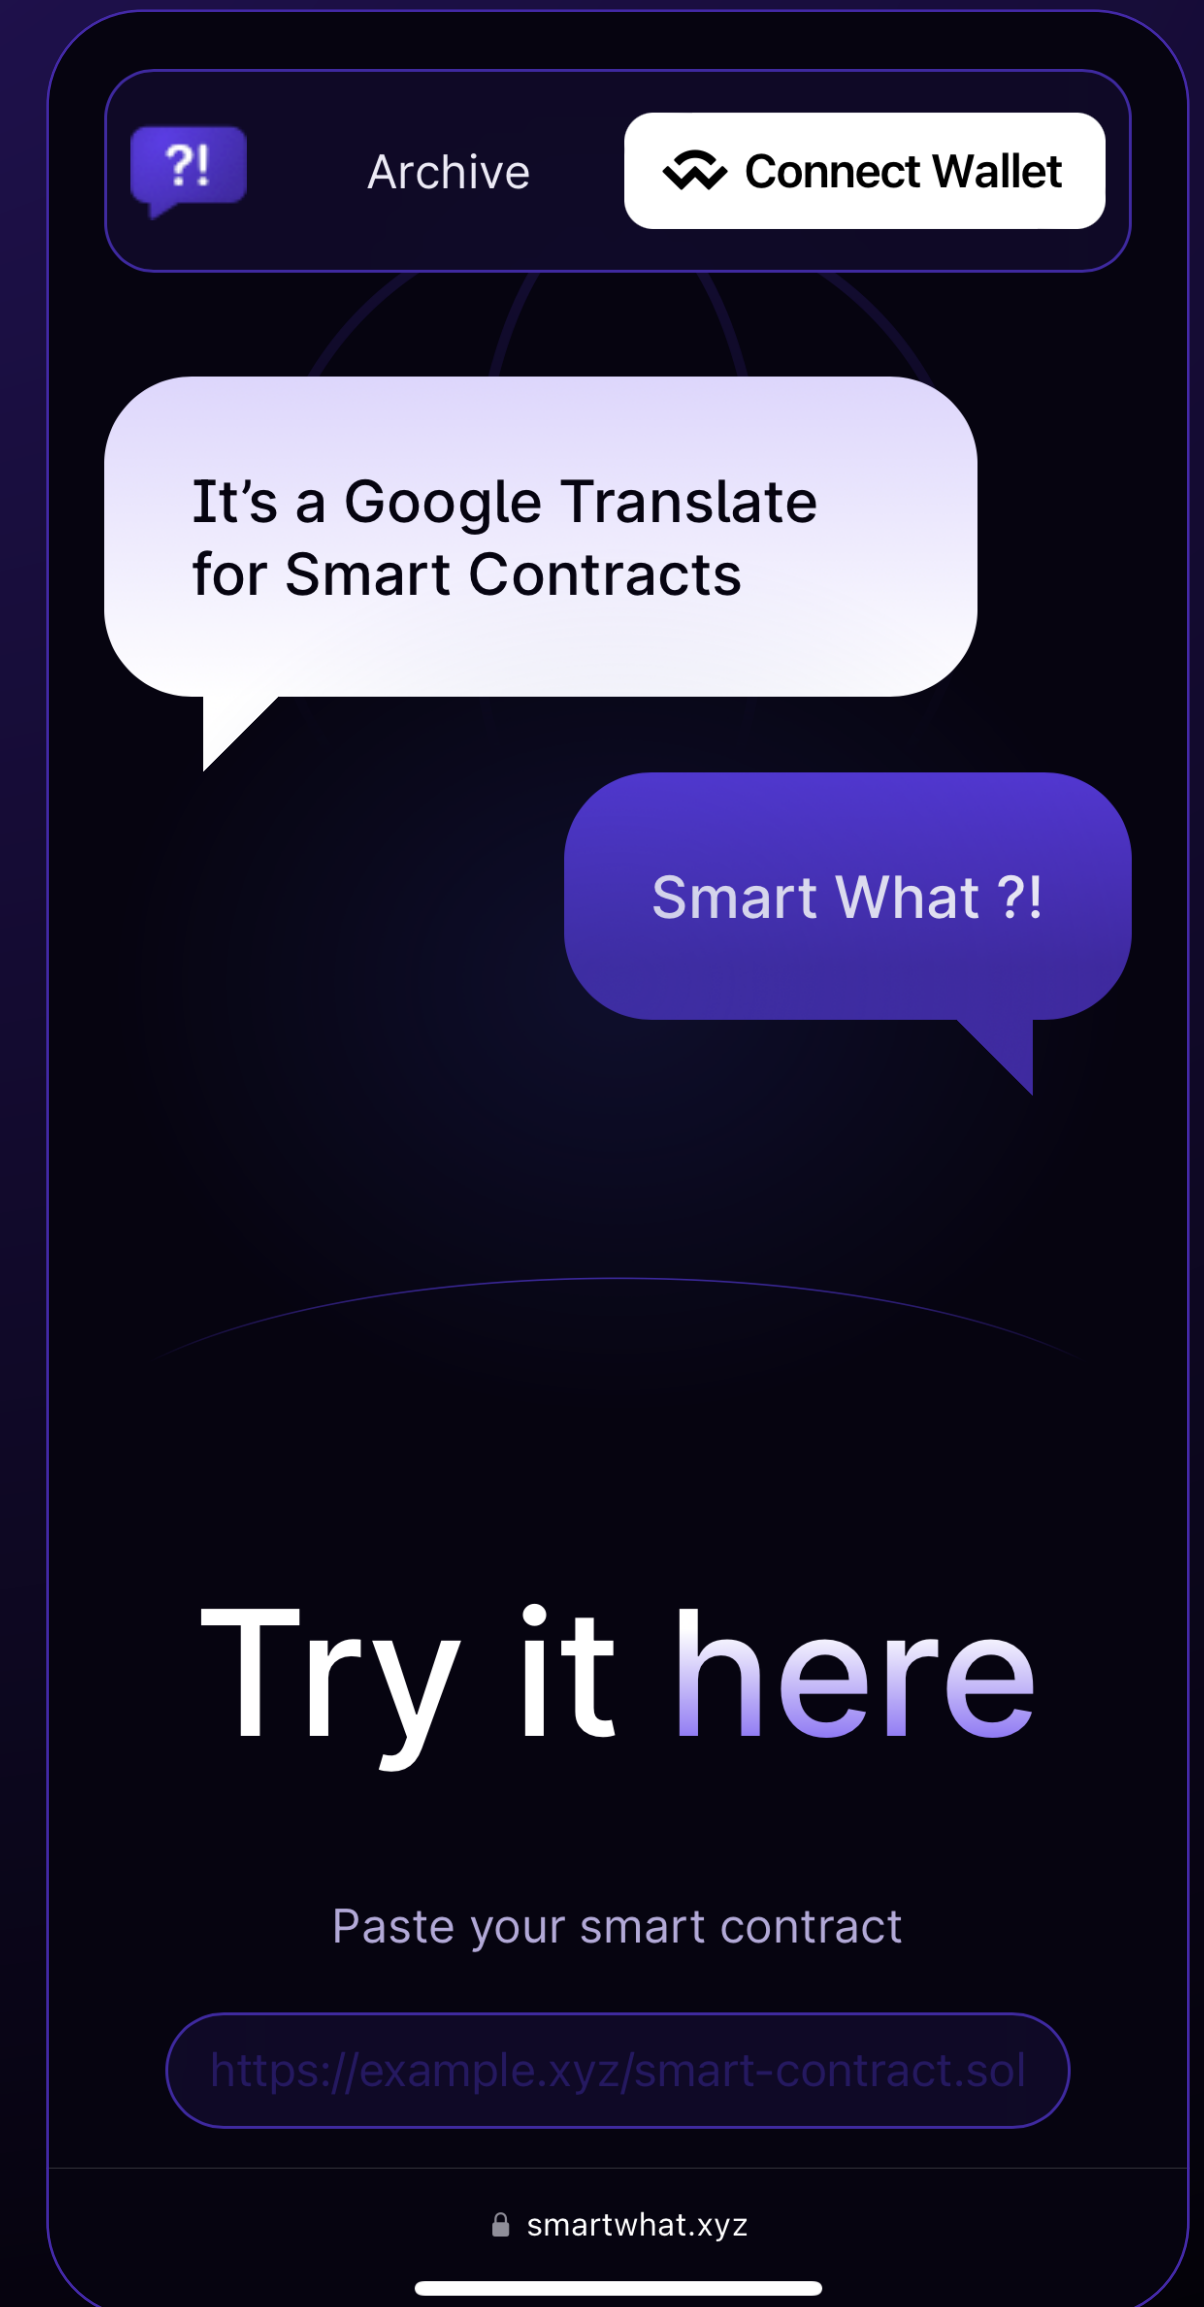 ?!
Archive
Connect Wallet
It’s a Google Translate
for Smart Contracts
Smart What ?!
Try it here
Paste your smart contract
https://example.xyz/smart-contract.sol
smartwhat.xyz